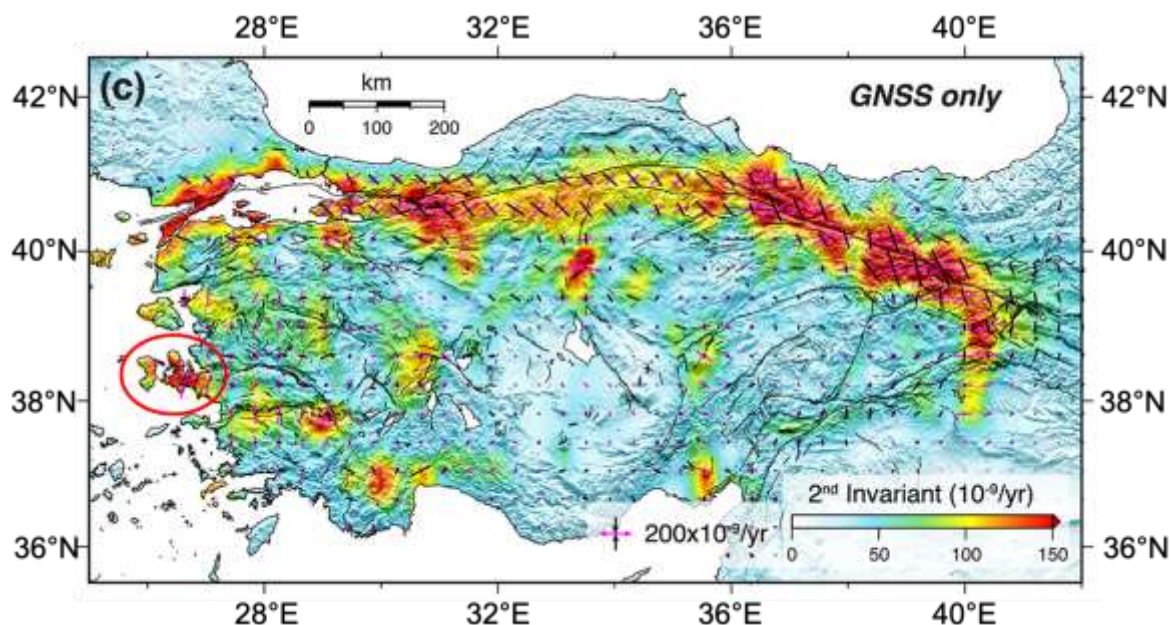 28°E 32°E 36°E 40°E
(c)
km
0 100 200
GNSS only
42°N 42°N
40°N 40°N
38°N 38°N
36°N 36°N
2nd Invariant (10⁻⁹/yr)
0 50 100 150
200x10⁻⁹/yr
28°E 32°E 36°E 40°E